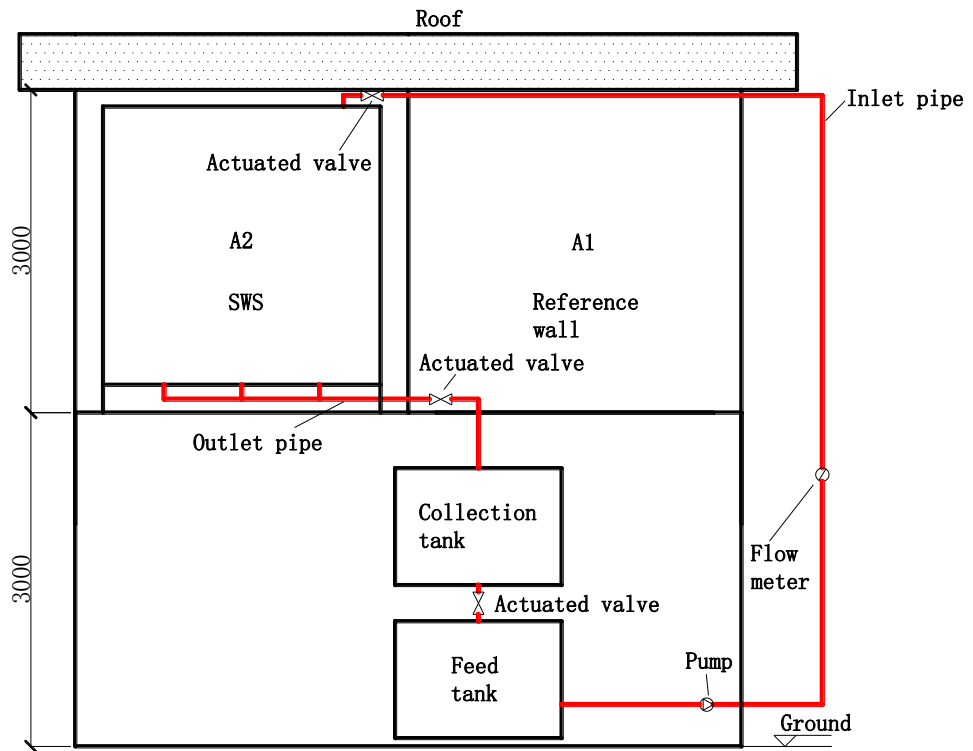 Roof
Inlet pipe
Actuated valve
3000
A2
A1
SWS
Reference
wall
Actuated valve
Outlet pipe
Collection
tank
Flow
meter
3000
Actuated valve
Feed
tank
Pump
Ground